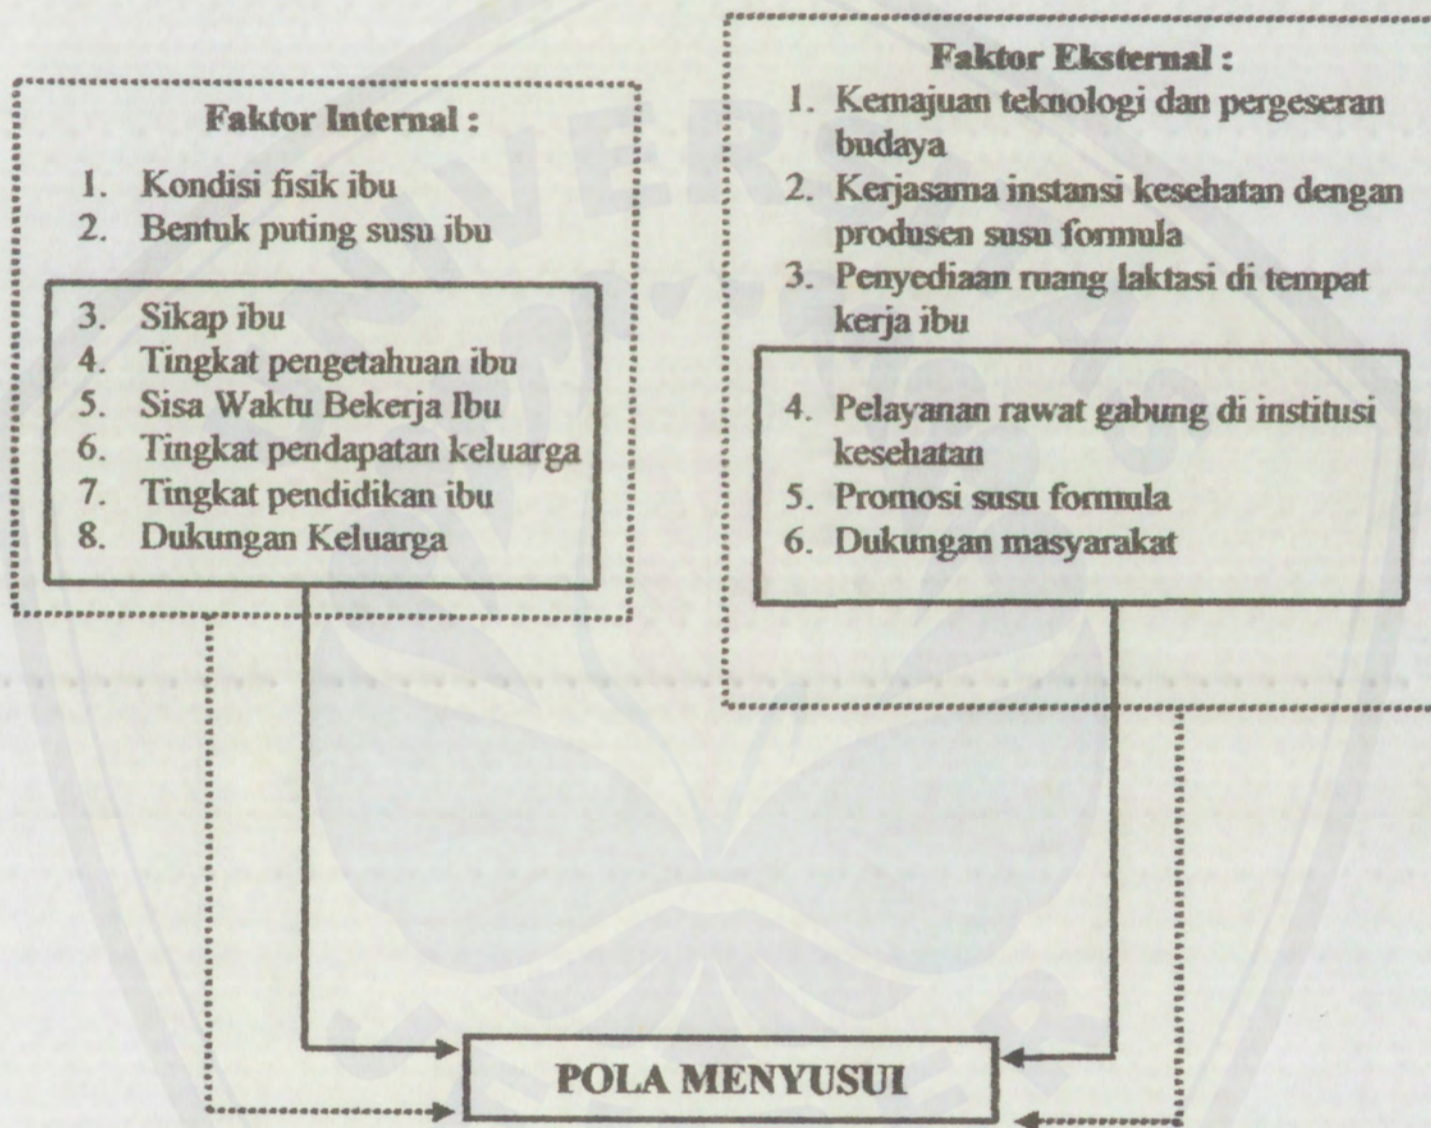 Faktor Internal :
1. Kondisi fisik ibu
2. Bentuk puting susu ibu
3. Sikap ibu
4. Tingkat pengetahuan ibu
5. Sisa Waktu Bekerja Ibu
6. Tingkat pendapatan keluarga
7. Tingkat pendidikan ibu
8. Dukungan Keluarga
Faktor Eksternal :
1. Kemajuan teknologi dan pergeseran
budaya
2. Kerjasama instansi kesehatan dengan
produsen susu formula
3. Penyediaan ruang laktasi di tempat
kerja ibu
4. Pelayanan rawat gabung di institusi
kesehatan
5. Promosi susu formula
6. Dukungan masyarakat
POLA MENYUSUI
UNIVERSITAS
JEMBER